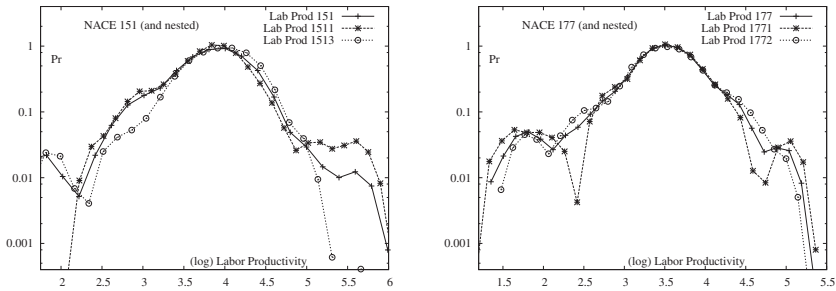 NACE 151 (and nested)
Lab Prod 151
Lab Prod 1511
Lab Prod 1513
Pr
1
0.1
0.01
0.001
(log) Labor Productivity
2 2.5 3 3.5 4 4.5 5 5.5 6
NACE 177 (and nested)
Lab Prod 177
Lab Prod 1771
Lab Prod 1772
Pr
1
0.1
0.01
0.001
(log) Labor Productivity
1.5 2 2.5 3 3.5 4 4.5 5 5.5